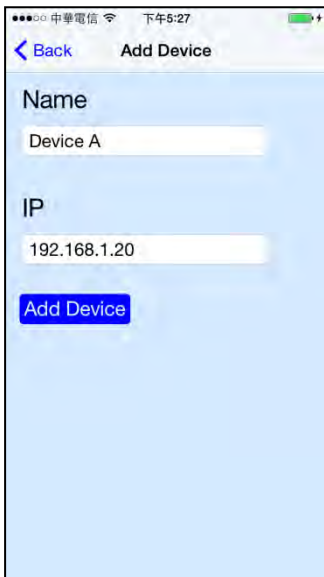 中華電信 下午5:27
Back Add Device
Name
Device A
IP
192.168.1.20
Add Device